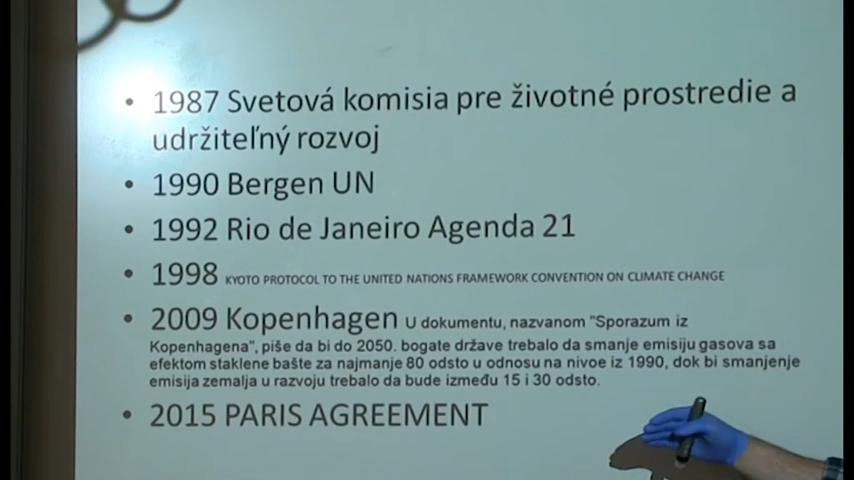 • 1987 Svetová komisia pre životné prostredie a
udržiteľný rozvoj
• 1990 Bergen UN
• 1992 Rio de Janeiro Agenda 21
• 1998 KYOTO PROTOCOL TO THE UNITED NATIONS FRAMEWORK CONVENTION ON CLIMATE CHANGE
• 2009 Kopenhagen U dokumentu, nazvanom "Sporazum iz
Kopenhagena", piše da bi do 2050. bogate države trebalo da smanje emisiju gasova sa
efektom staklene bašte za najmanje 80 odsto u odnosu na nivoe iz 1990, dok bi smanjenje
emisija zemalja u razvoju trebalo da bude između 15 i 30 odsto.
• 2015 PARIS AGREEMENT